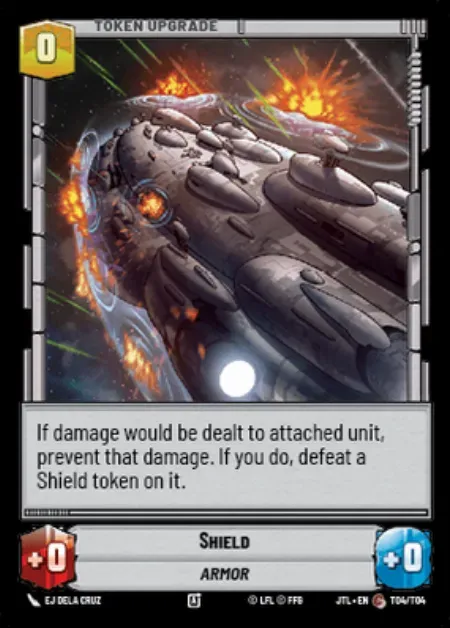 TOKEN UPGRADE
0
If damage would be dealt to attached unit,
prevent that damage. If you do, defeat a
Shield token on it.
SHIELD
+0
+0
ARMOR
EJ DELA CRUZ
A
© LFL © FFG
JTL • EN
T04/T04